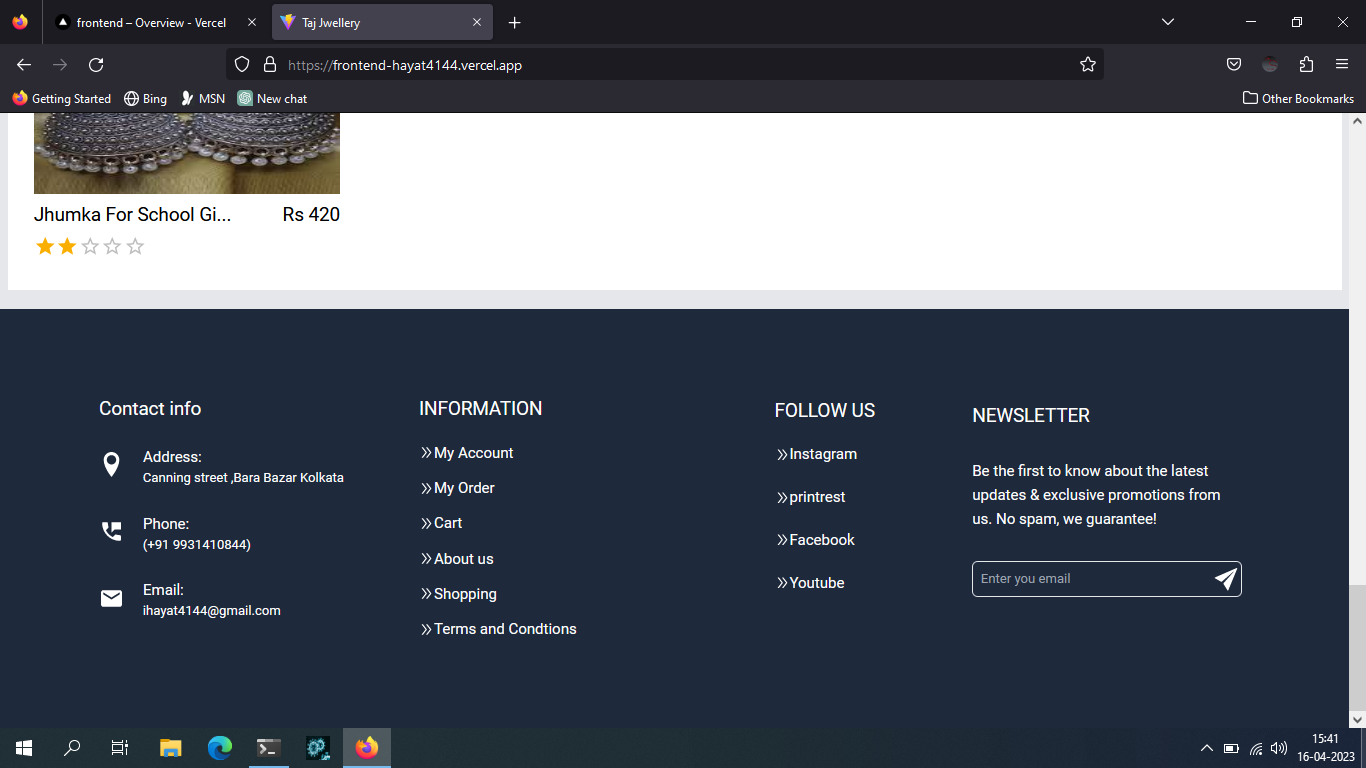 frontend – Overview - Vercel
Taj Jwellery
https://frontend-hayat4144.vercel.app
Getting Started
Bing
MSN
New chat
Other Bookmarks
Jhumka For School Gi...
Rs 420
Contact info
Address:
Canning street ,Bara Bazar Kolkata
Phone:
(+91 9931410844)
Email:
ihayat4144@gmail.com
INFORMATION
My Account
My Order
Cart
About us
Shopping
Terms and Condtions
FOLLOW US
Instagram
printrest
Facebook
Youtube
NEWSLETTER
Be the first to know about the latest
updates & exclusive promotions from
us. No spam, we guarantee!
Enter you email
15:41
16-04-2023